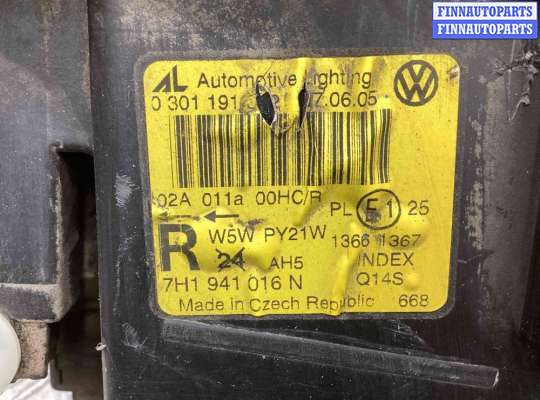 FINNAUTOPARTS
FINNAUTOPARTS
AL Automotive Lighting
0 301 191 7.06.05
02A 011a 00HC/R PL E1 25
R W5W PY21W 1366 1367
24 AH5 INDEX
7H1 941 016 N Q14S
Made in Czech Republic 668